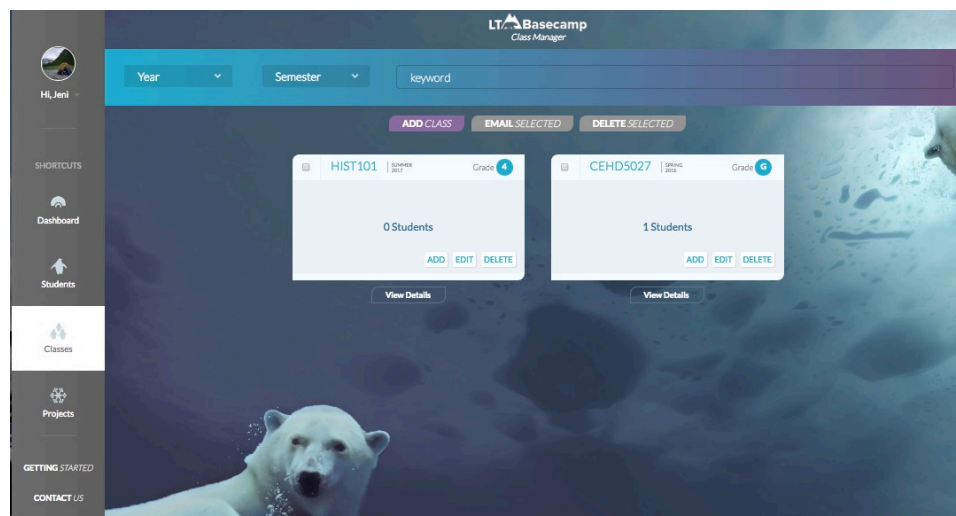 LT Basecamp
Class Manager
Hi, Jeni
Year
Semester
keyword
ADD CLASS
EMAIL SELECTED
DELETE SELECTED
SHORTCUTS
Dashboard
Students
Classes
Projects
GETTING STARTED
CONTACT US
HIST101
SUMMER
2017
Grade 4
0 Students
ADD EDIT DELETE
View Details
CEHD5027
SPRING
2016
Grade G
1 Students
ADD EDIT DELETE
View Details